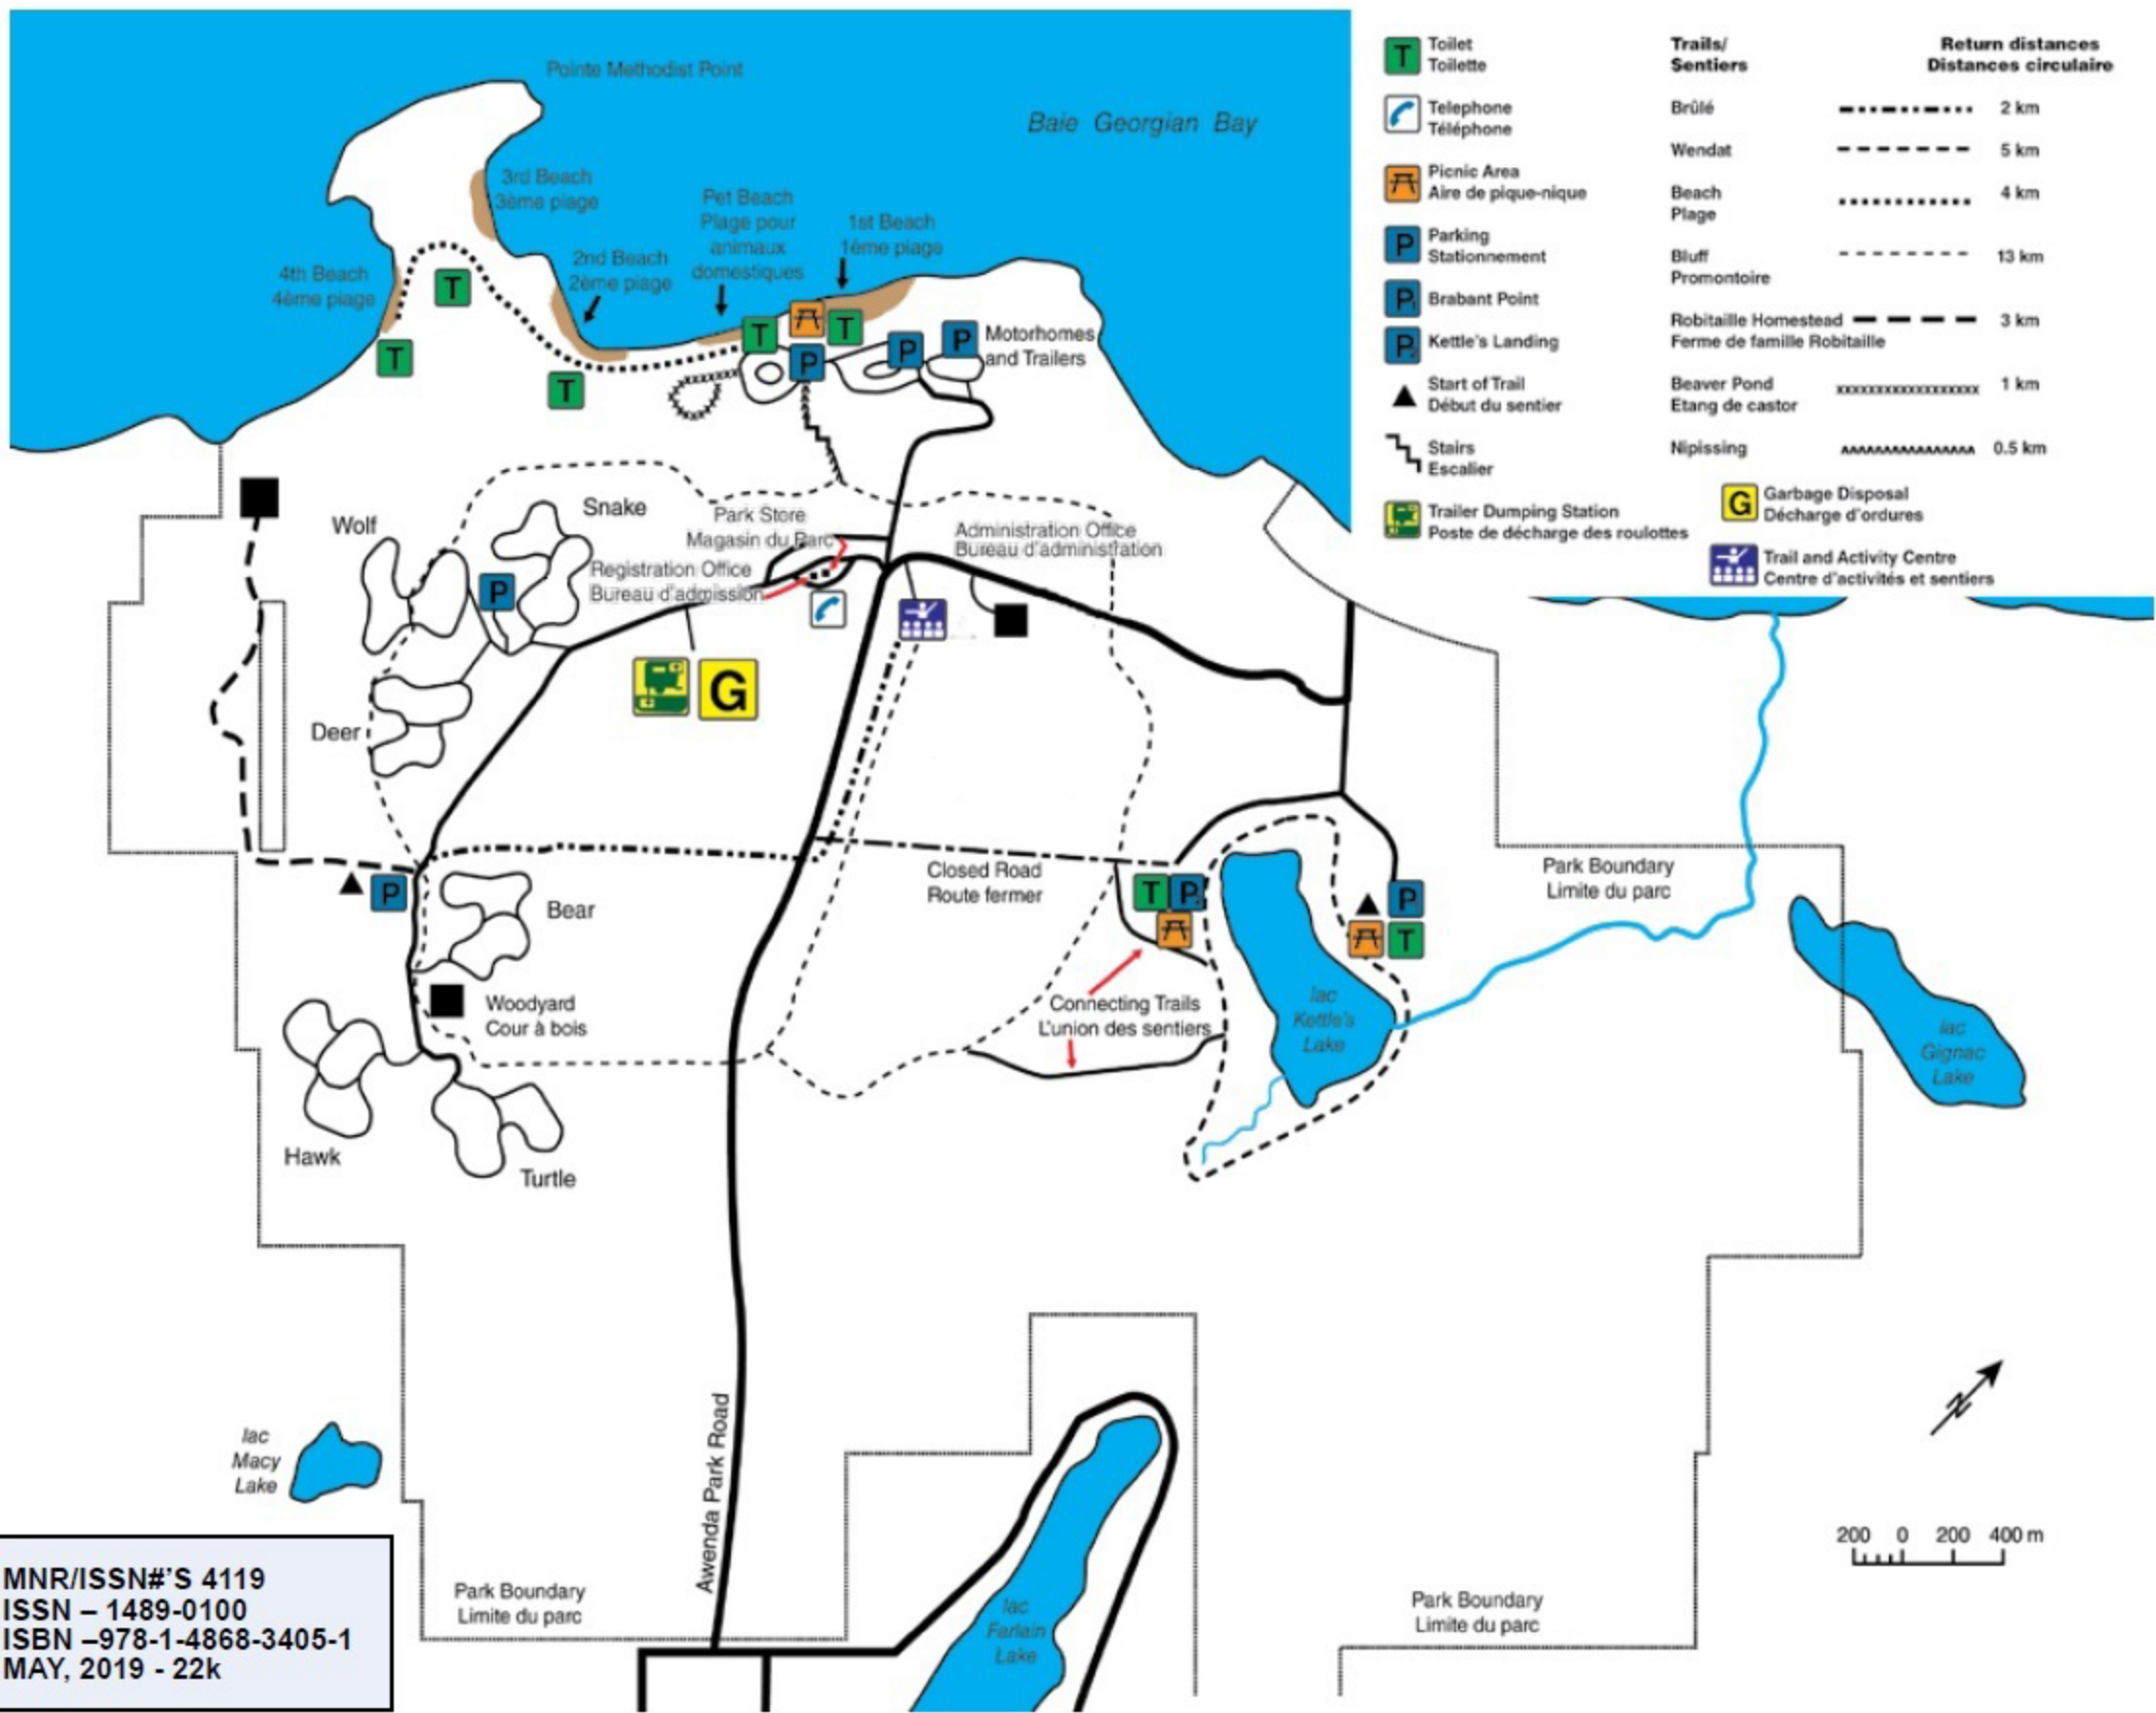 Pointe Methodist Point
Baie Georgian Bay
3rd Beach
3ème piage
Pet Beach
Plage pour
animaux
domestiques
1st Beach
1ème piage
2nd Beach
2ème piage
4th Beach
4ème piage
T
T
T
T
T
P
P
P
Motorhomes
and Trailers
Toilet
Toilette
Telephone
Téléphone
Picnic Area
Aire de pique-nique
Parking
Stationnement
Brabant Point
Kettle's Landing
Start of Trail
Début du sentier
Stairs
Escalier
Trailer Dumping Station
Poste de décharge des roulottes
T
P
P
P
Trails/
Sentiers
Return distances
Distances circulaire
Brûlé 2 km
Wendat 5 km
Beach 4 km
Plage
Bluff 13 km
Promontoire
Robitaille Homestead 3 km
Ferme de famille Robitaille
Beaver Pond 1 km
Etang de castor
Nipissing 0.5 km
G
Garbage Disposal
Décharge d'ordures
Trail and Activity Centre
Centre d'activités et sentiers
Wolf
Snake
P
Park Store
Magasin du Parc
Registration Office
Bureau d'admission
Administration Office
Bureau d'administration
G
Deer
Closed Road
Route fermer
P
Bear
T P
P
T
Park Boundary
Limite du parc
Woodyard
Cour à bois
Connecting Trails
L'union des sentiers
lac
Kettle's
Lake
lac
Gignac
Lake
Hawk
Turtle
lac
Macy
Lake
Awenda Park Road
N
200 0 200 400 m
MNR/ISSN#'S 4119
ISSN – 1489-0100
ISBN –978-1-4868-3405-1
MAY, 2019 - 22k
Park Boundary
Limite du parc
lac
Farlain
Lake
Park Boundary
Limite du parc